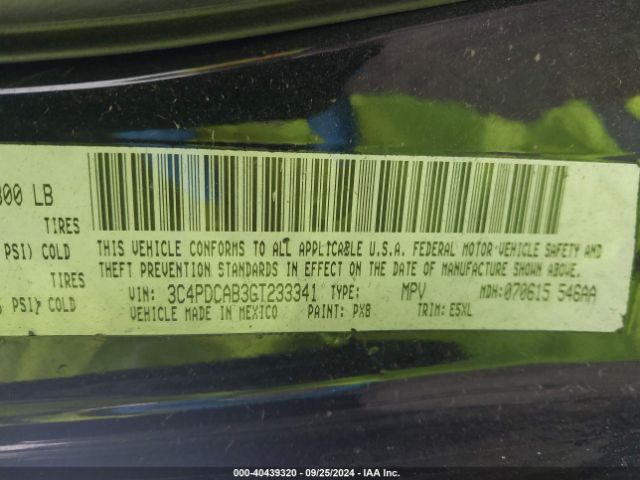 800 LB
TIRES
PSI) COLD
TIRES
PSI) COLD
THIS VEHICLE CONFORMS TO ALL APPLICABLE U.S.A. FEDERAL MOTOR VEHICLE SAFETY AND
THEFT PREVENTION STANDARDS IN EFFECT ON THE DATE OF MANUFACTURE SHOWN ABOVE.
VIN: 3C4PDCAB3GT233341 TYPE: MPV MDH:070615 546AA
VEHICLE MADE IN MEXICO PAINT: PX8 TRIM: E5XL
000-40439320 | 09/25/2024 | IAA Inc.